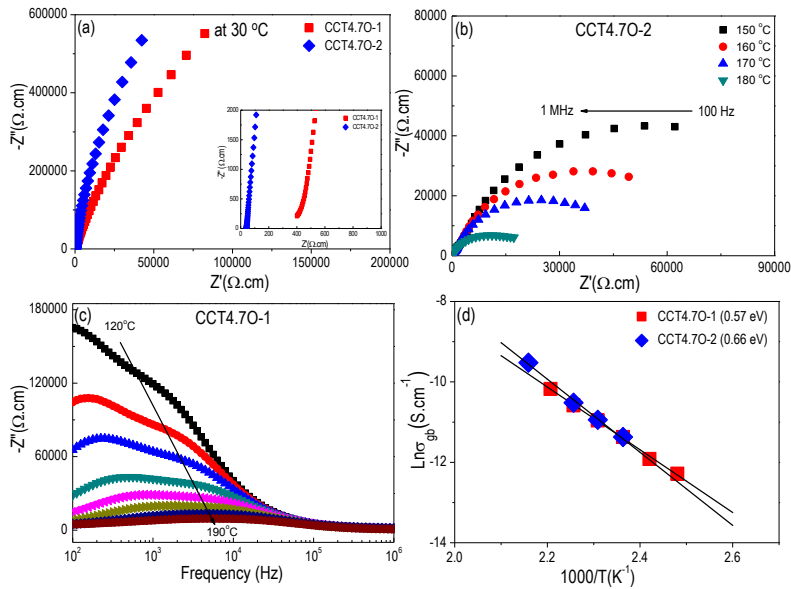 (a)
at 30 ºC
CCT4.7O-1
CCT4.7O-2
-Z''(Ω.cm)
600000
400000
200000
0
0
50000
100000
150000
200000
Z'(Ω.cm)
CCT4.7O-1
CCT4.7O-2
-Z'' (Ω.cm)
2000
1500
1000
500
0
0
200
400
600
800
1000
Z'(Ω.cm)
(b)
CCT4.7O-2
150 ºC
160 ºC
170 ºC
180 ºC
1 MHz
100 Hz
-Z''(Ω.cm)
80000
60000
40000
20000
0
0
30000
60000
90000
Z'(Ω.cm)
(c)
CCT4.7O-1
120ºC
190ºC
-Z''(Ω.cm)
180000
120000
60000
0
10² 10³ 10⁴ 10⁵ 10⁶
Frequency (Hz)
(d)
CCT4.7O-1 (0.57 eV)
CCT4.7O-2 (0.66 eV)
Lnσgb(S.cm⁻¹)
-8
-10
-12
-14
2.0
2.2
2.4
2.6
2.8
1000/T(K⁻¹)